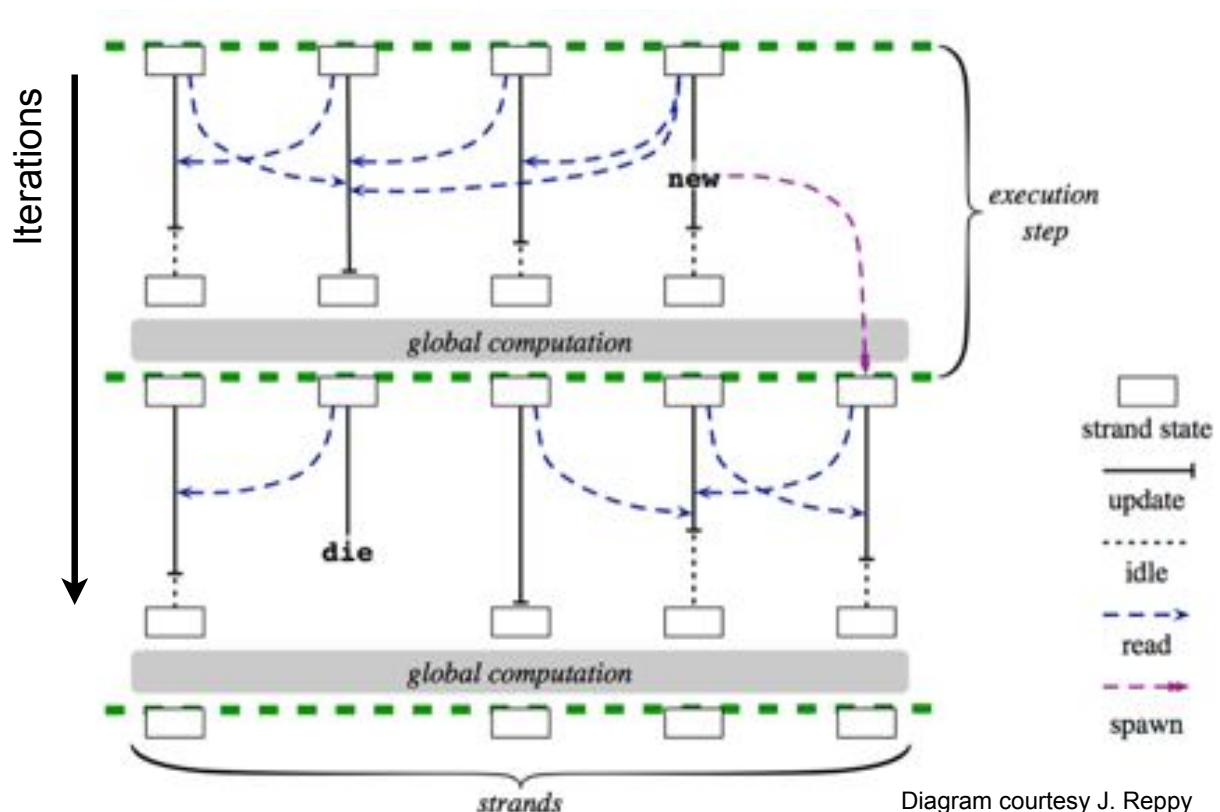 Iterations
new
execution
step
global computation
strand state
update
die
idle
read
global computation
spawn
strands
Diagram courtesy J. Reppy